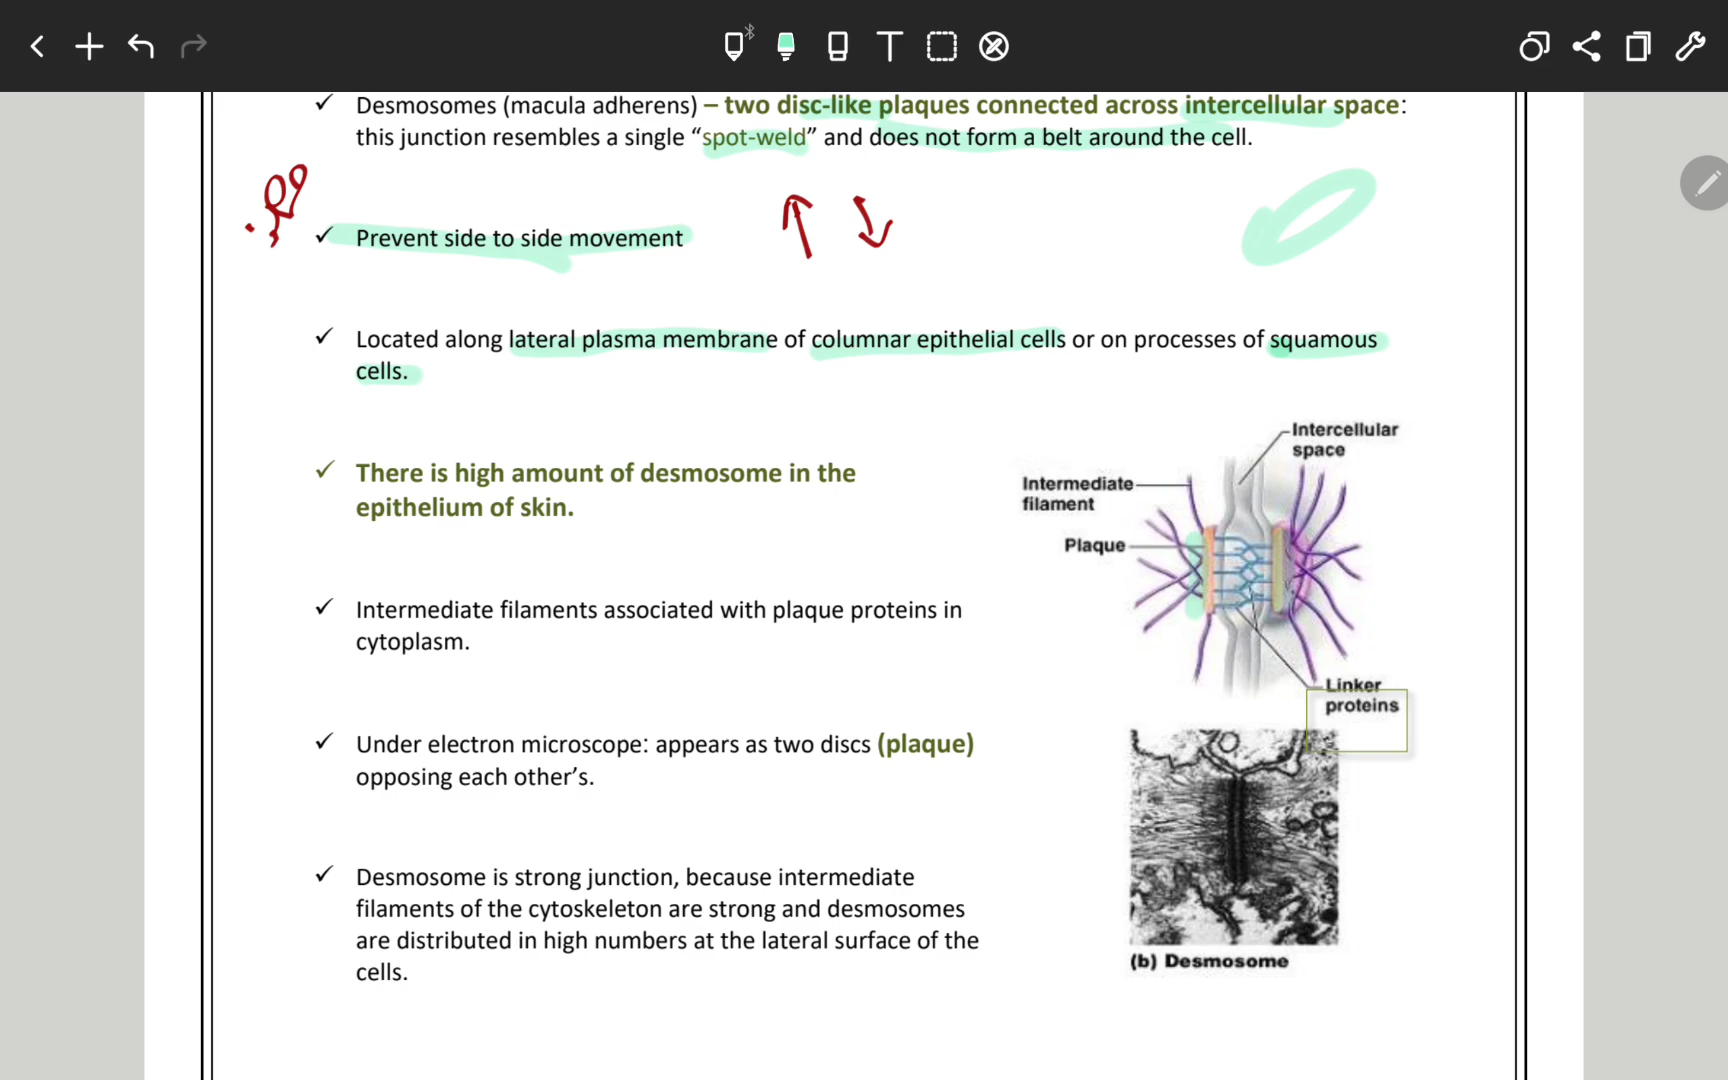 ✓ Desmosomes (macula adherens) – two disc-like plaques connected across intercellular space:
this junction resembles a single “spot-weld” and does not form a belt around the cell.
✓ Prevent side to side movement
✓ Located along lateral plasma membrane of columnar epithelial cells or on processes of squamous
cells.
✓ There is high amount of desmosome in the
epithelium of skin.
✓ Intermediate filaments associated with plaque proteins in
cytoplasm.
✓ Under electron microscope: appears as two discs (plaque)
opposing each other’s.
✓ Desmosome is strong junction, because intermediate
filaments of the cytoskeleton are strong and desmosomes
are distributed in high numbers at the lateral surface of the
cells.
Intercellular
space
Intermediate
filament
Plaque
Linker
proteins
(b) Desmosome